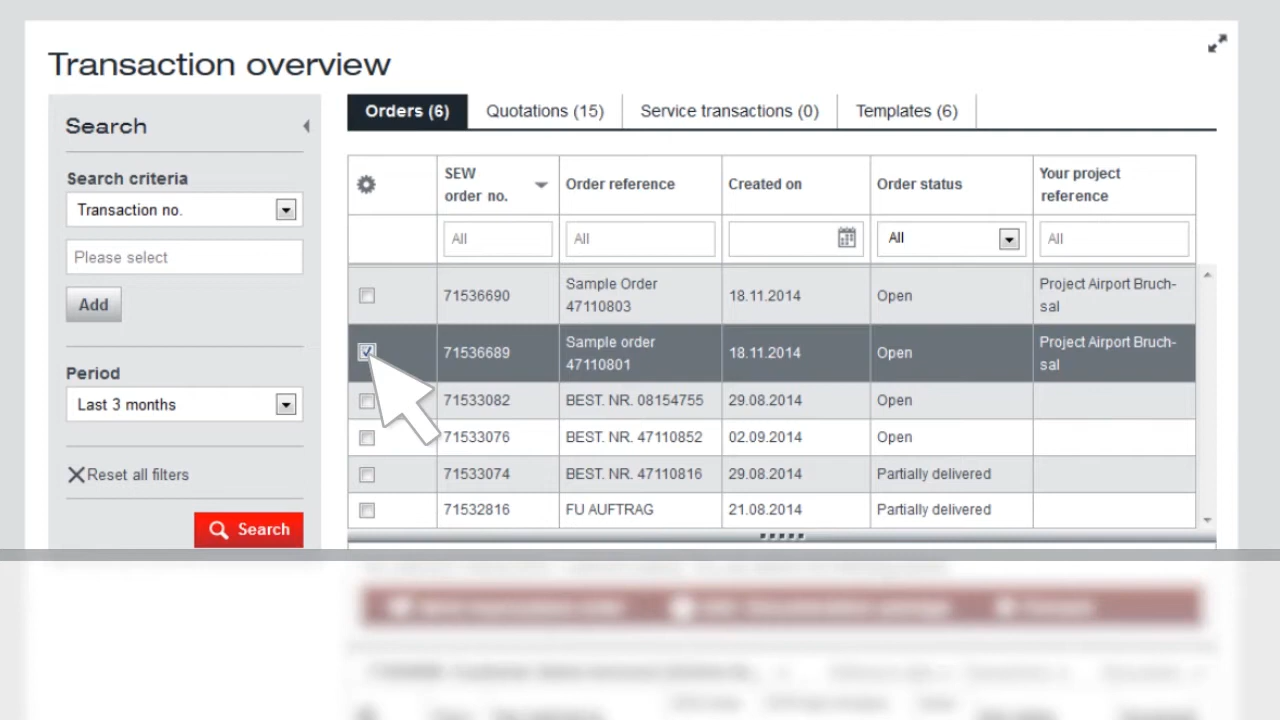 Transaction overview
Search
Search criteria
Transaction no.
Please select
Add
Period
Last 3 months
Reset all filters
Search
Orders (6) Quotations (15) Service transactions (0) Templates (6)
SEW order no. Order reference Created on Order status Your project reference
All All All All
71536690 Sample Order 47110803 18.11.2014 Open Project Airport Bruch-sal
71536689 Sample order 47110801 18.11.2014 Open Project Airport Bruch-sal
71533082 BEST. NR. 08154755 29.08.2014 Open
71533076 BEST. NR. 47110852 02.09.2014 Open
71533074 BEST. NR. 47110816 29.08.2014 Partially delivered
71532816 FU AUFTRAG 21.08.2014 Partially delivered